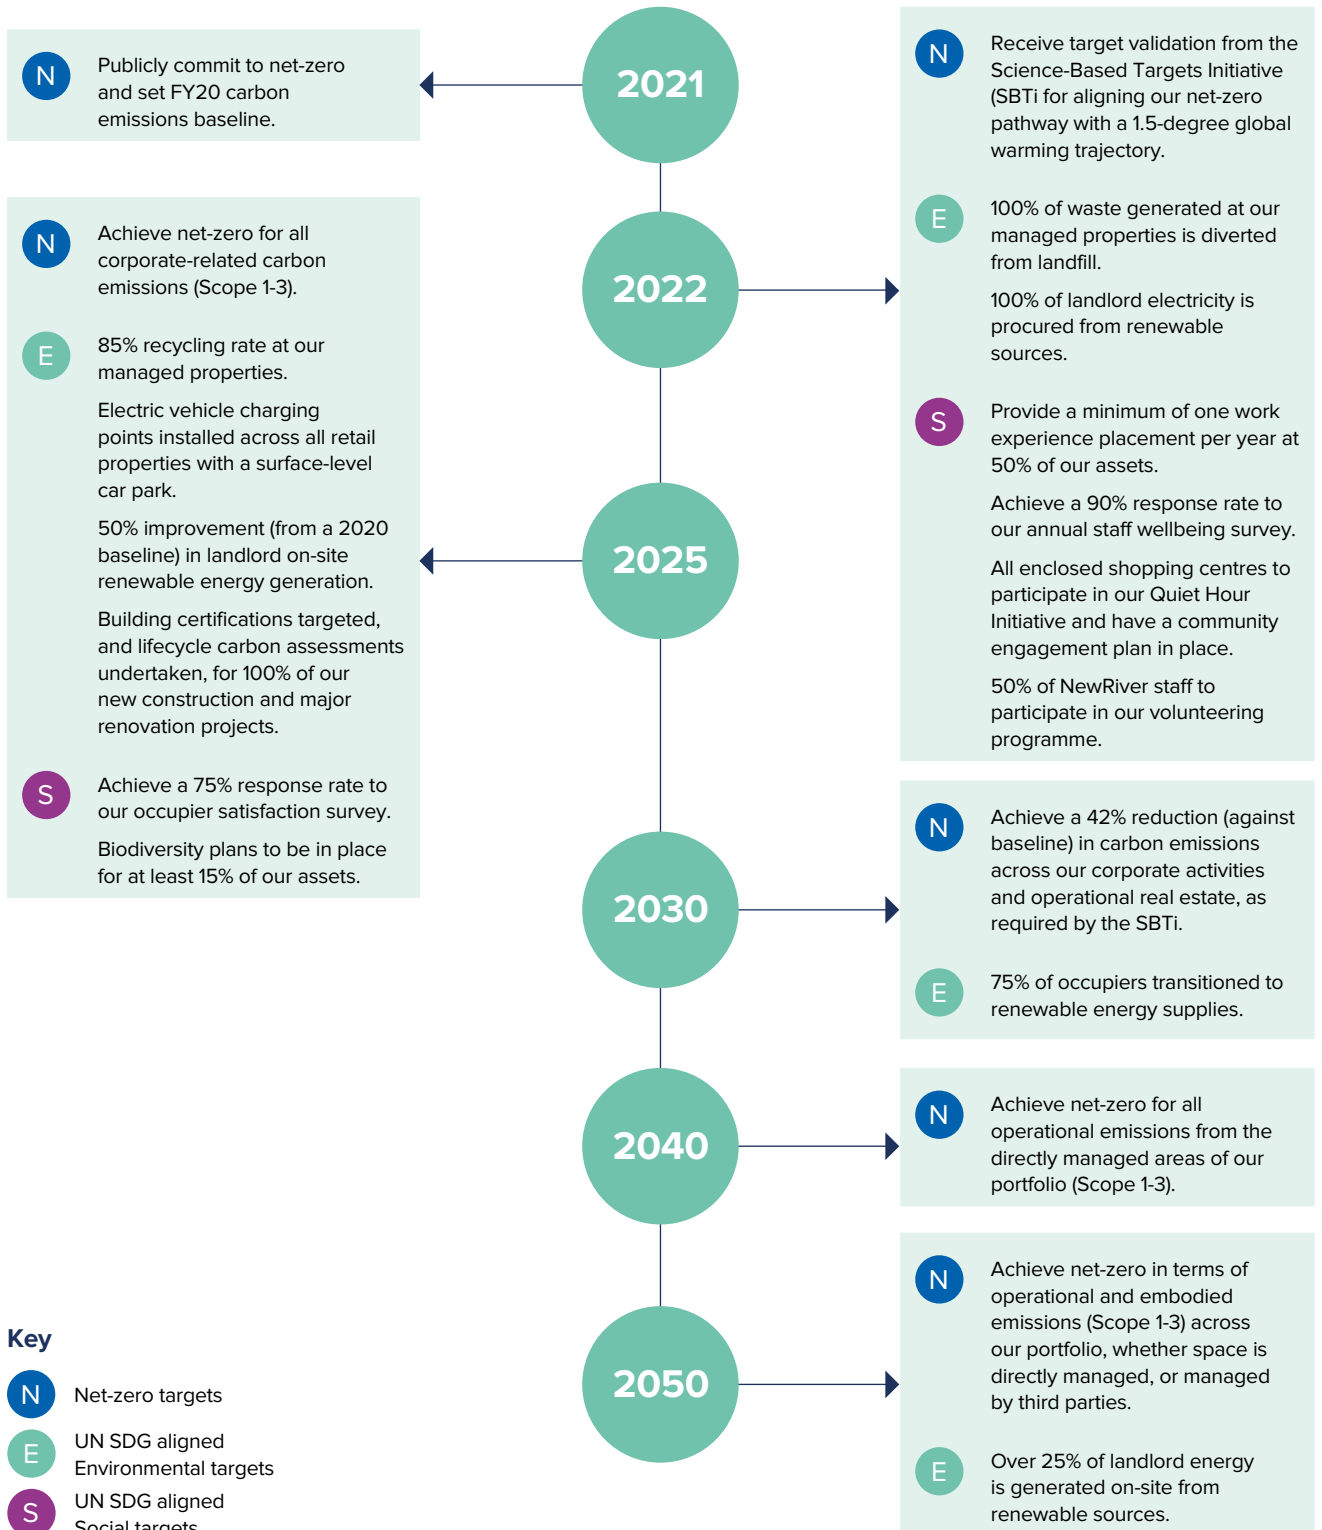 2021
N
Publicly commit to net-zero
and set FY20 carbon
emissions baseline.
2022
N
Receive target validation from the
Science-Based Targets Initiative
(SBTi for aligning our net-zero
pathway with a 1.5-degree global
warming trajectory.
E
100% of waste generated at our
managed properties is diverted
from landfill.
100% of landlord electricity is
procured from renewable
sources.
S
Provide a minimum of one work
experience placement per year at
50% of our assets.
Achieve a 90% response rate to
our annual staff wellbeing survey.
All enclosed shopping centres to
participate in our Quiet Hour
Initiative and have a community
engagement plan in place.
50% of NewRiver staff to
participate in our volunteering
programme.
2025
N
Achieve net-zero for all
corporate-related carbon
emissions (Scope 1-3).
E
85% recycling rate at our
managed properties.
Electric vehicle charging
points installed across all retail
properties with a surface-level
car park.
50% improvement (from a 2020
baseline) in landlord on-site
renewable energy generation.
Building certifications targeted,
and lifecycle carbon assessments
undertaken, for 100% of our
new construction and major
renovation projects.
S
Achieve a 75% response rate to
our occupier satisfaction survey.
Biodiversity plans to be in place
for at least 15% of our assets.
2030
N
Achieve a 42% reduction (against
baseline) in carbon emissions
across our corporate activities
and operational real estate, as
required by the SBTi.
E
75% of occupiers transitioned to
renewable energy supplies.
2040
N
Achieve net-zero for all
operational emissions from the
directly managed areas of our
portfolio (Scope 1-3).
2050
N
Achieve net-zero in terms of
operational and embodied
emissions (Scope 1-3) across
our portfolio, whether space is
directly managed, or managed
by third parties.
E
Over 25% of landlord energy
is generated on-site from
renewable sources.
Key
N
Net-zero targets
E
UN SDG aligned
Environmental targets
S
UN SDG aligned
Social targets